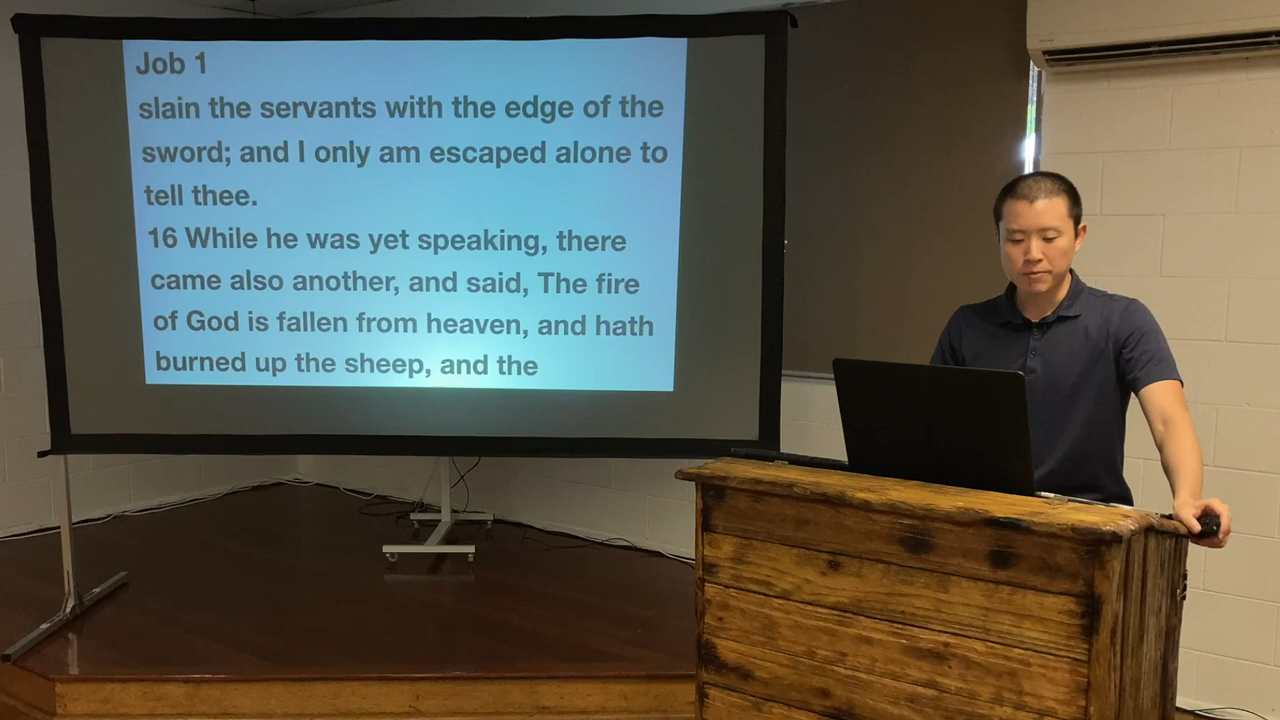 Job 1
slain the servants with the edge of the
sword; and I only am escaped alone to
tell thee.
16 While he was yet speaking, there
came also another, and said, The fire
of God is fallen from heaven, and hath
burned up the sheep, and the